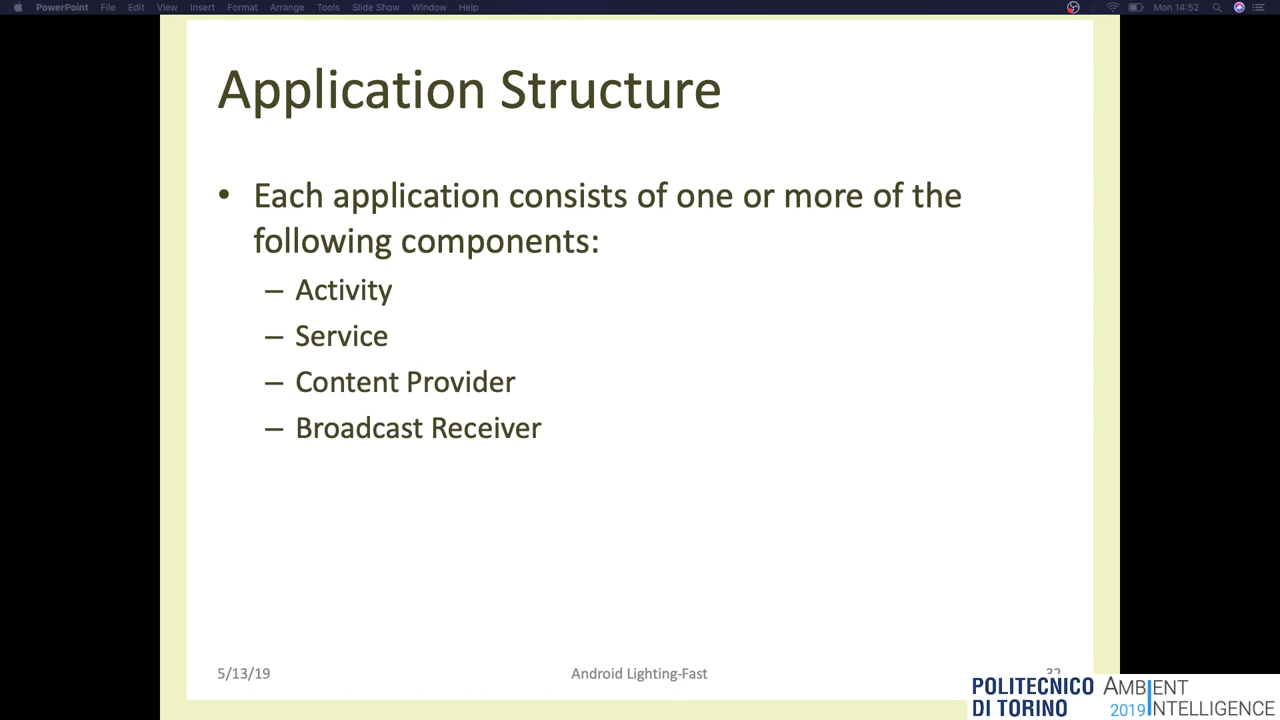 PowerPoint File Edit View Insert Format Arrange Tools Slide Show Window Help Mon 14:52
Application Structure
• Each application consists of one or more of the
following components:
– Activity
– Service
– Content Provider
– Broadcast Receiver
5/13/19 Android Lighting-Fast 32
POLITECNICO
DI TORINO
AMBIENT
2019 INTELLIGENCE